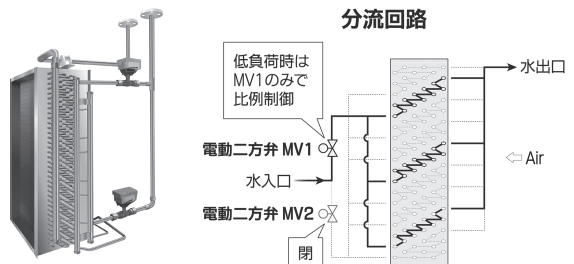 分流回路
低負荷時は
MV1のみで
比例制御
水出口
電動二方弁 MV1
Air
水入口
電動二方弁 MV2
閉